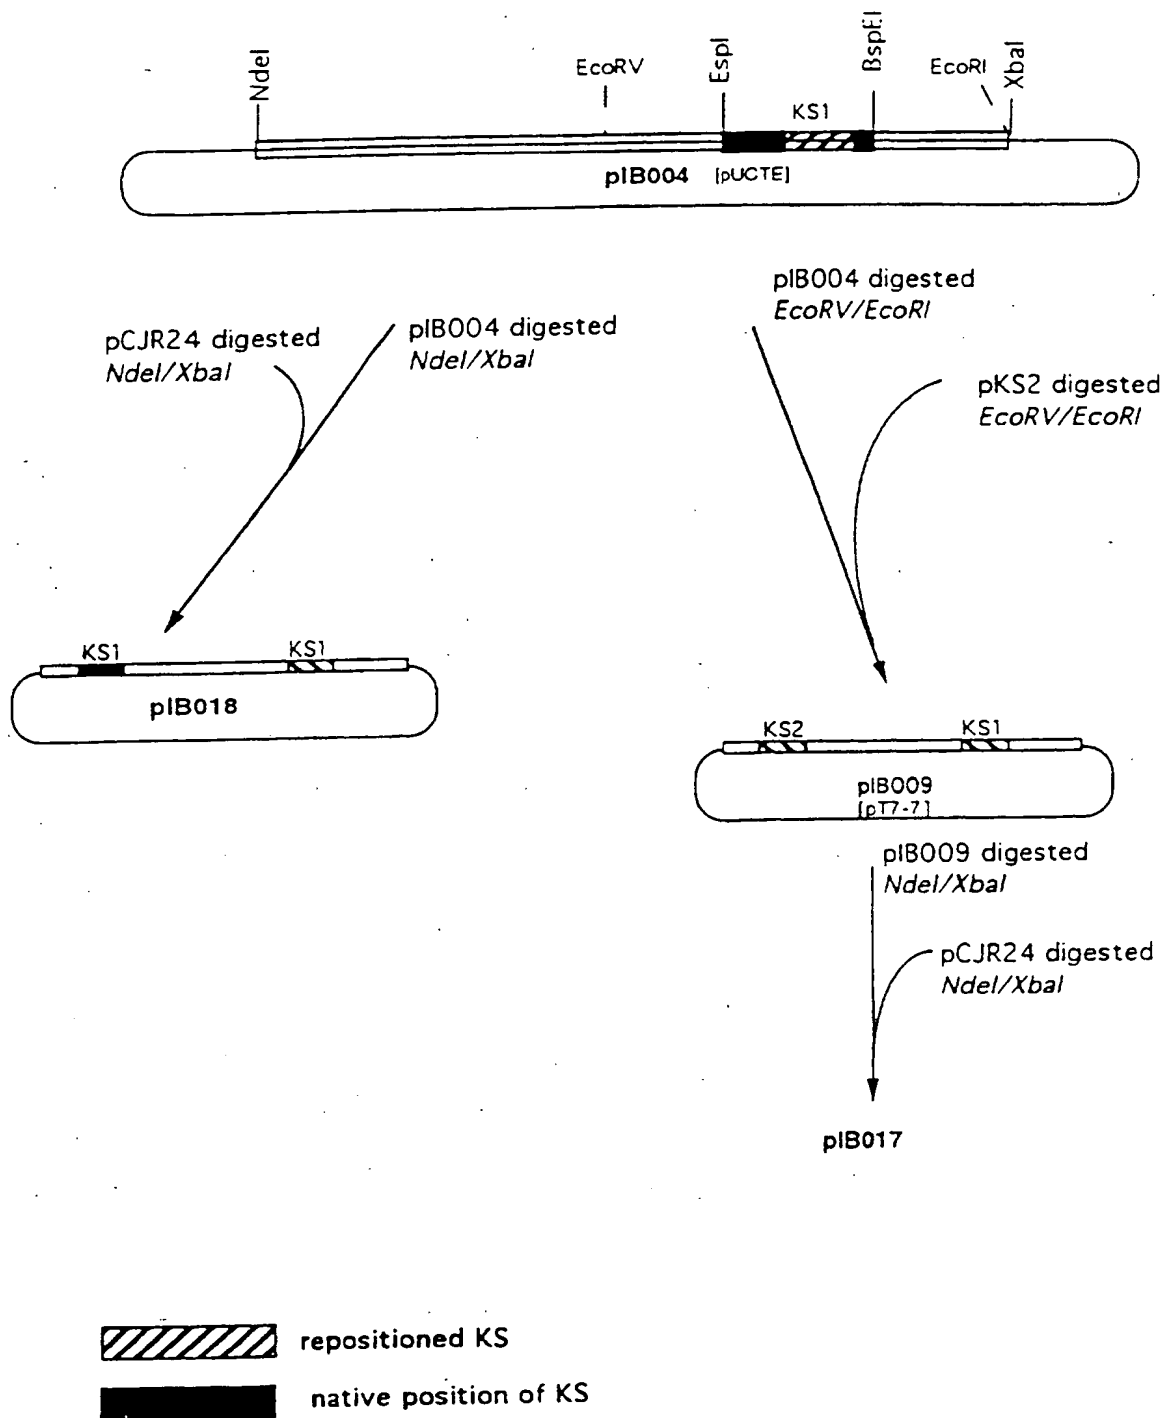 NdeI
EcoRV
EspI
BspEI
EcoRI
XbaI
KS1
pIB004 [pUCTE]
pCJR24 digested
NdeI/XbaI
pIB004 digested
NdeI/XbaI
pIB004 digested
EcoRV/EcoRI
pKS2 digested
EcoRV/EcoRI
KS1
KS1
pIB018
KS2
KS1
pIB009
[pT7-7]
pIB009 digested
NdeI/XbaI
pCJR24 digested
NdeI/XbaI
pIB017
repositioned KS
native position of KS